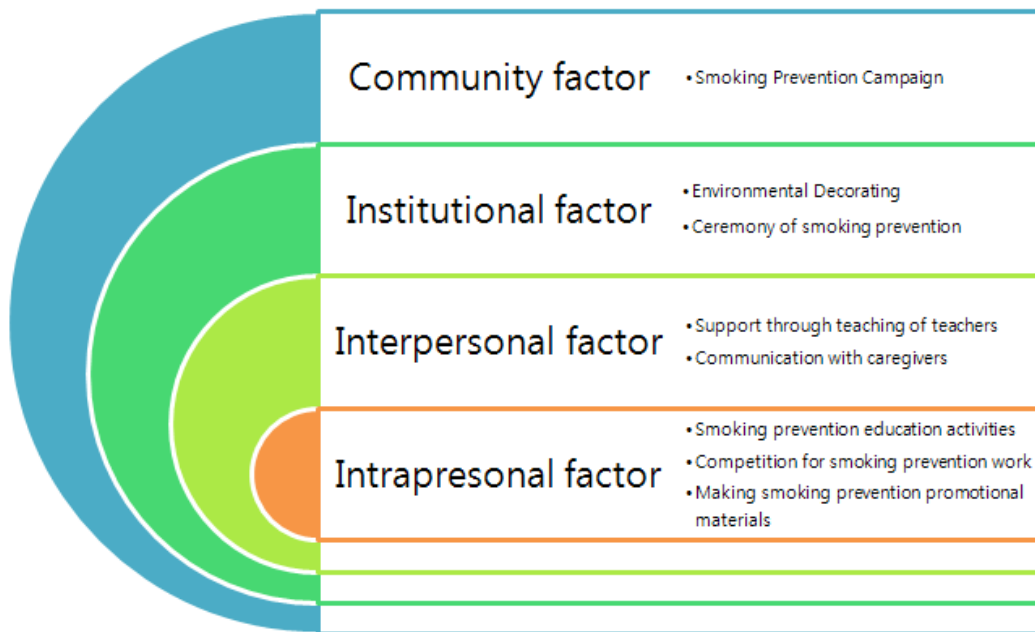 Community factor
• Smoking Prevention Campaign
Institutional factor
• Environmental Decorating
• Ceremony of smoking prevention
Interpersonal factor
• Support through teaching of teachers
• Communication with caregivers
Intrapresonal factor
• Smoking prevention education activities
• Competition for smoking prevention work
• Making smoking prevention promotional
materials